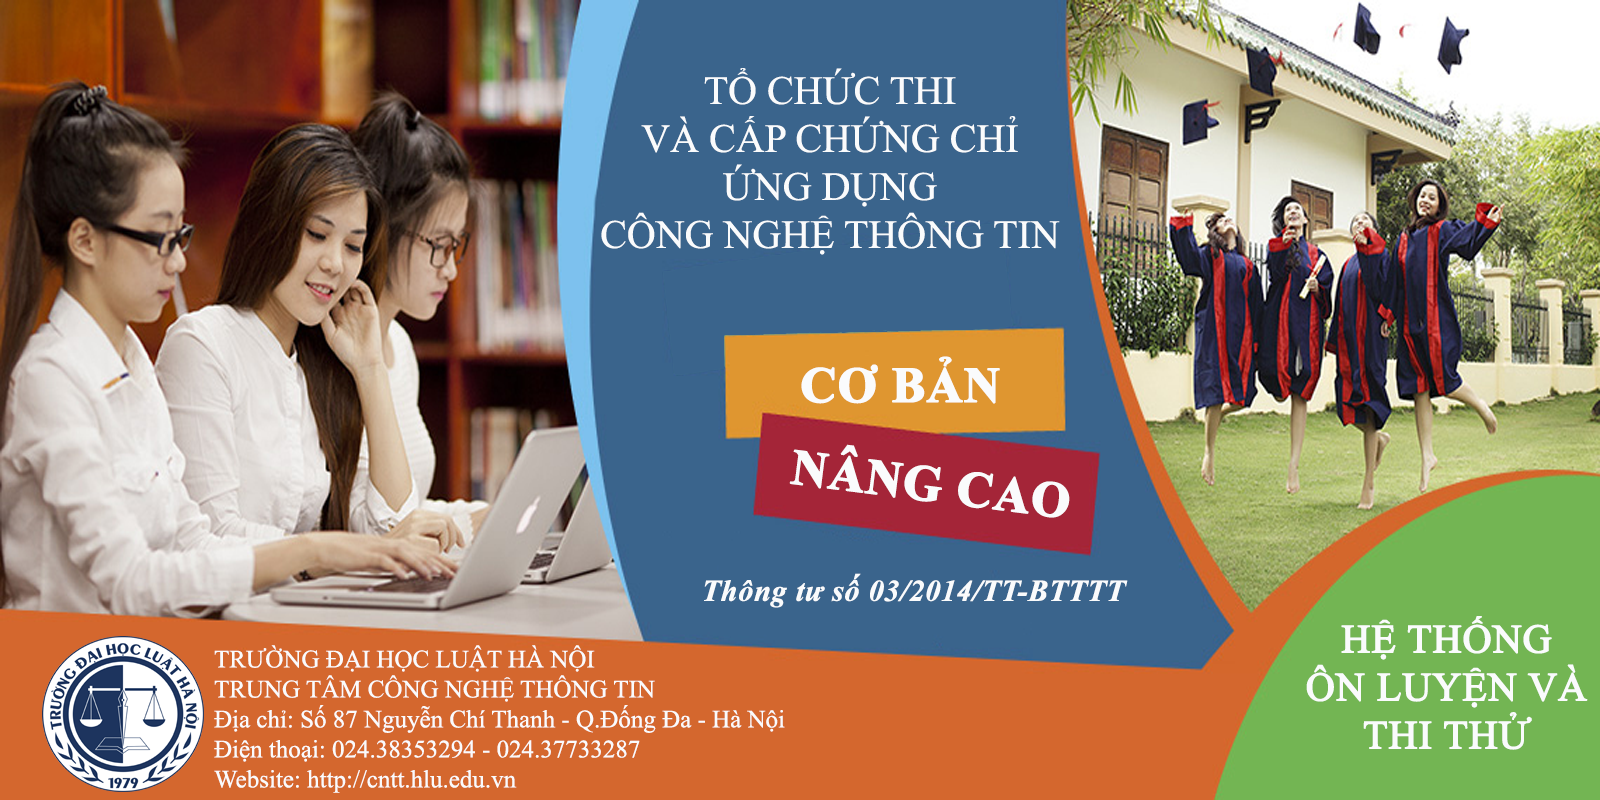 TỔ CHỨC THI
VÀ CẤP CHỨNG CHỈ
ỨNG DỤNG
CÔNG NGHỆ THÔNG TIN
CƠ BẢN
NÂNG CAO
Thông tư số 03/2014/TT-BTTTT
TRƯỜNG ĐẠI HỌC LUẬT HÀ NỘI
1979
TRƯỜNG ĐẠI HỌC LUẬT HÀ NỘI
TRUNG TÂM CÔNG NGHỆ THÔNG TIN
Địa chỉ: Số 87 Nguyễn Chí Thanh - Q.Đống Đa - Hà Nội
Điện thoại: 024.38353294 - 024.37733287
Website: http://cntt.hlu.edu.vn
HỆ THỐNG
ÔN LUYỆN VÀ
THI THỬ